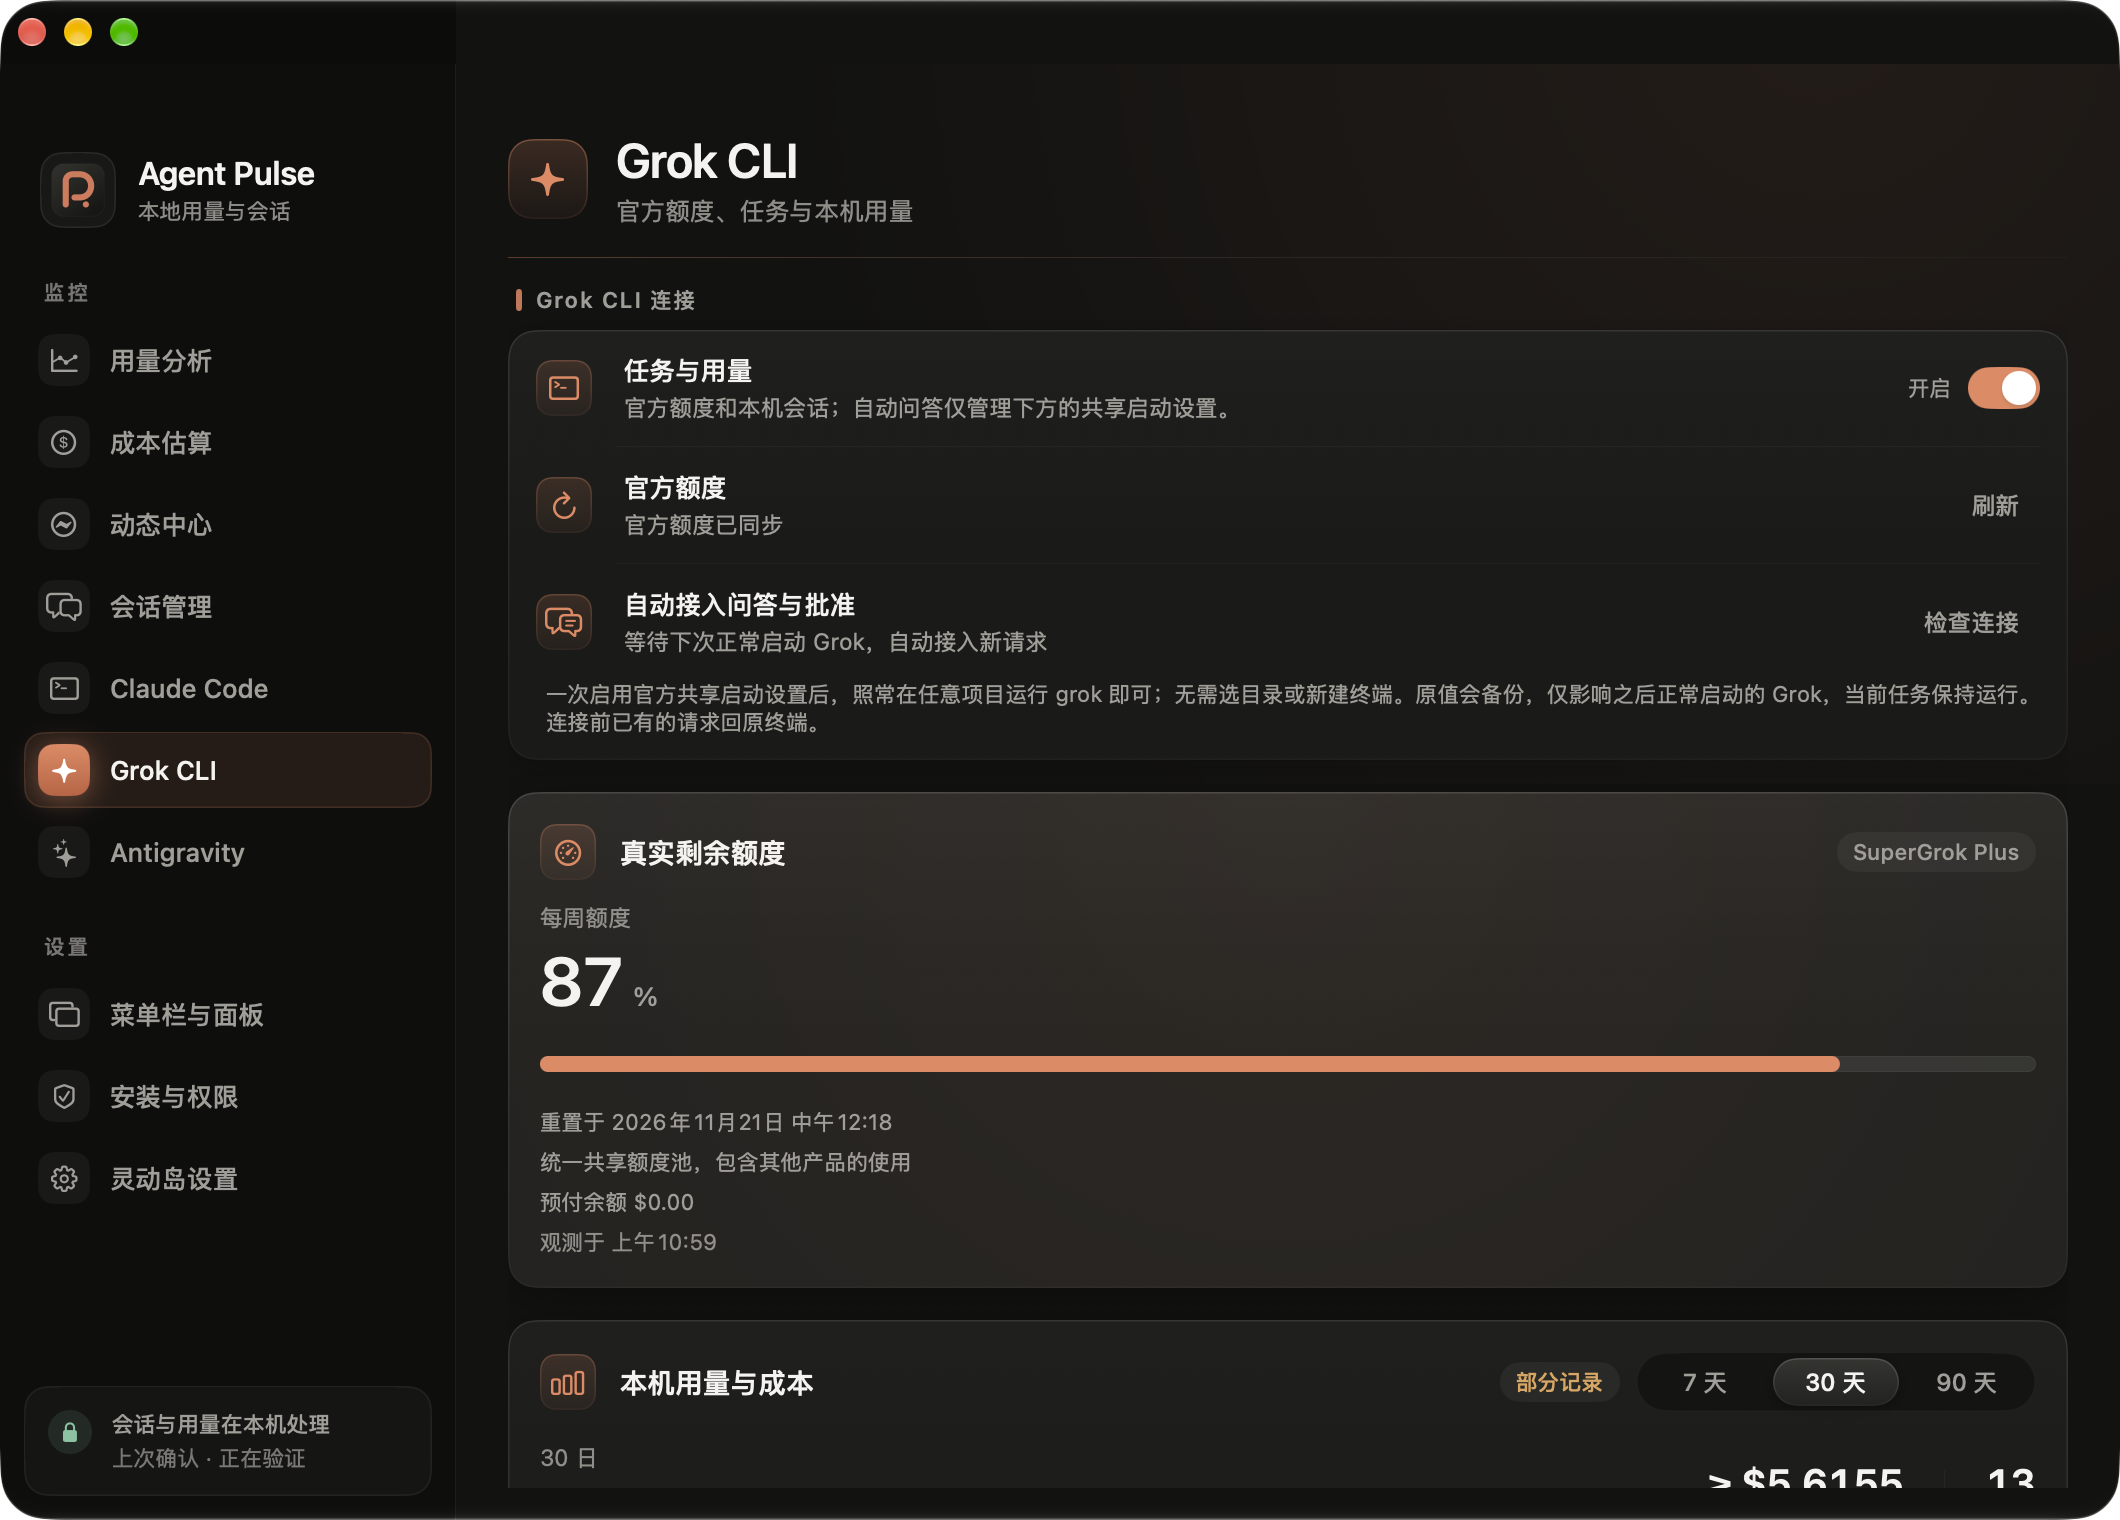 Agent Pulse
本地用量与会话
监控
用量分析
成本估算
动态中心
会话管理
Claude Code
Grok CLI
Antigravity
设置
菜单栏与面板
安装与权限
灵动岛设置
会话与用量在本机处理
上次确认 · 正在验证
Grok CLI
官方额度、任务与本机用量
Grok CLI 连接
任务与用量
官方额度和本机会话；自动问答仅管理下方的共享启动设置。
开启
官方额度
官方额度已同步
刷新
自动接入问答与批准
等待下次正常启动 Grok，自动接入新请求
检查连接
一次启用官方共享启动设置后，照常在任意项目运行 grok 即可；无需选目录或新建终端。原值会备份，仅影响之后正常启动的 Grok，当前任务保持运行。
连接前已有的请求回原终端。
真实剩余额度
SuperGrok Plus
每周额度
87 %
重置于 2026年11月21日 中午12:18
统一共享额度池，包含其他产品的使用
预付余额 $0.00
观测于 上午10:59
本机用量与成本
部分记录
7 天
30 天
90 天
30 日
≥ $5.6155
13